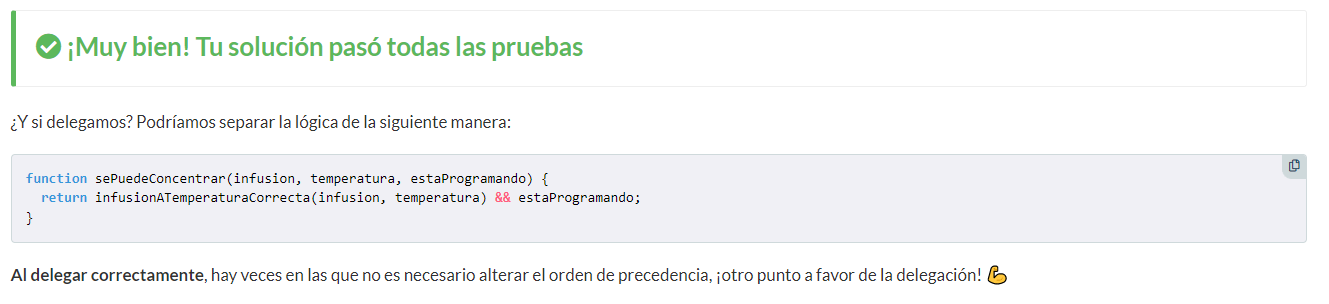 ¡Muy bien! Tu solución pasó todas las pruebas
¿Y si delegamos? Podríamos separar la lógica de la siguiente manera:
function sePuedeConcentrar(infusion, temperatura, estaProgramando) {
  return infusionATemperaturaCorrecta(infusion, temperatura) && estaProgramando;
}
Al delegar correctamente, hay veces en las que no es necesario alterar el orden de precedencia, ¡otro punto a favor de la delegación! 💪